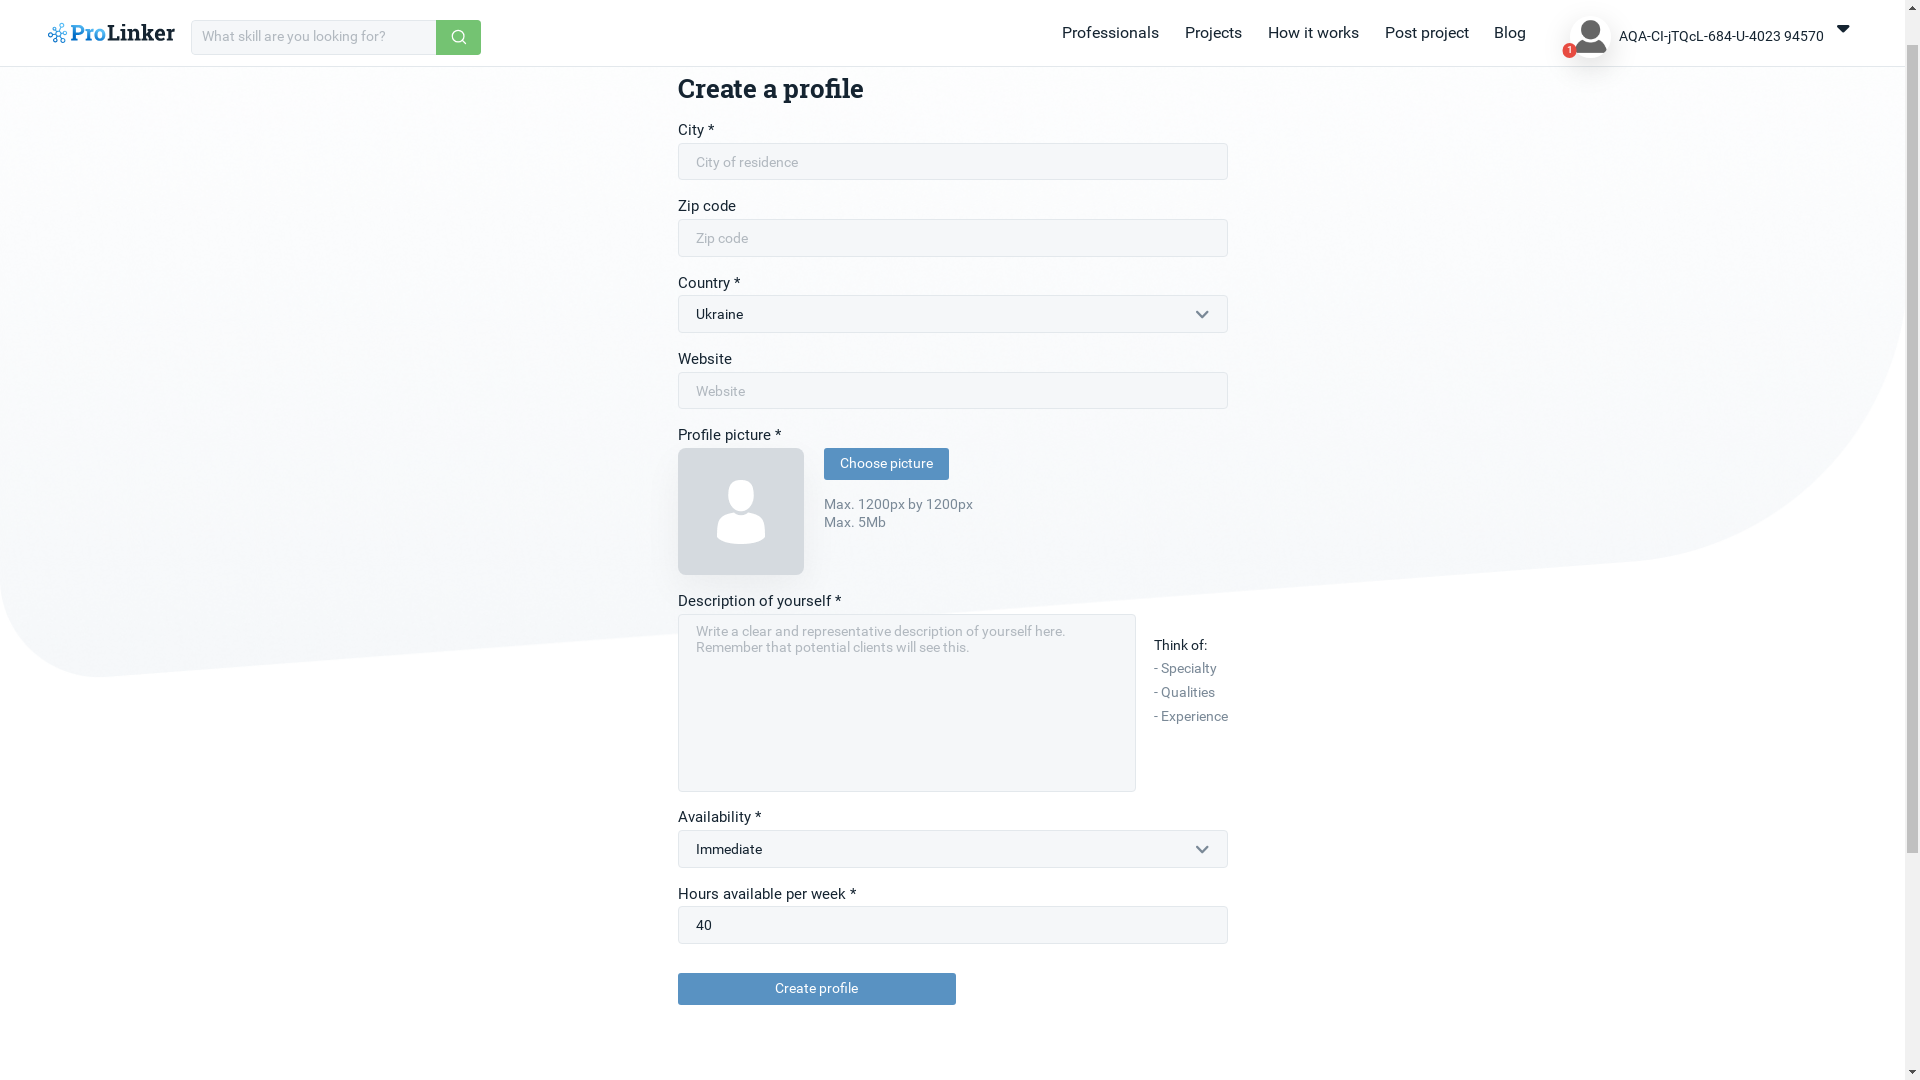 ProLinker
What skill are you looking for?
Professionals
Projects
How it works
Post project
Blog
1
AQA-CI-jTQcL-684-U-4023 94570
Create a profile
City *
City of residence
Zip code
Zip code
Country *
Ukraine
Website
Website
Profile picture *
Choose picture
Max. 1200px by 1200px
Max. 5Mb
Description of yourself *
Write a clear and representative description of yourself here.
Remember that potential clients will see this.
Think of:
- Specialty
- Qualities
- Experience
Availability *
Immediate
Hours available per week *
40
Create profile